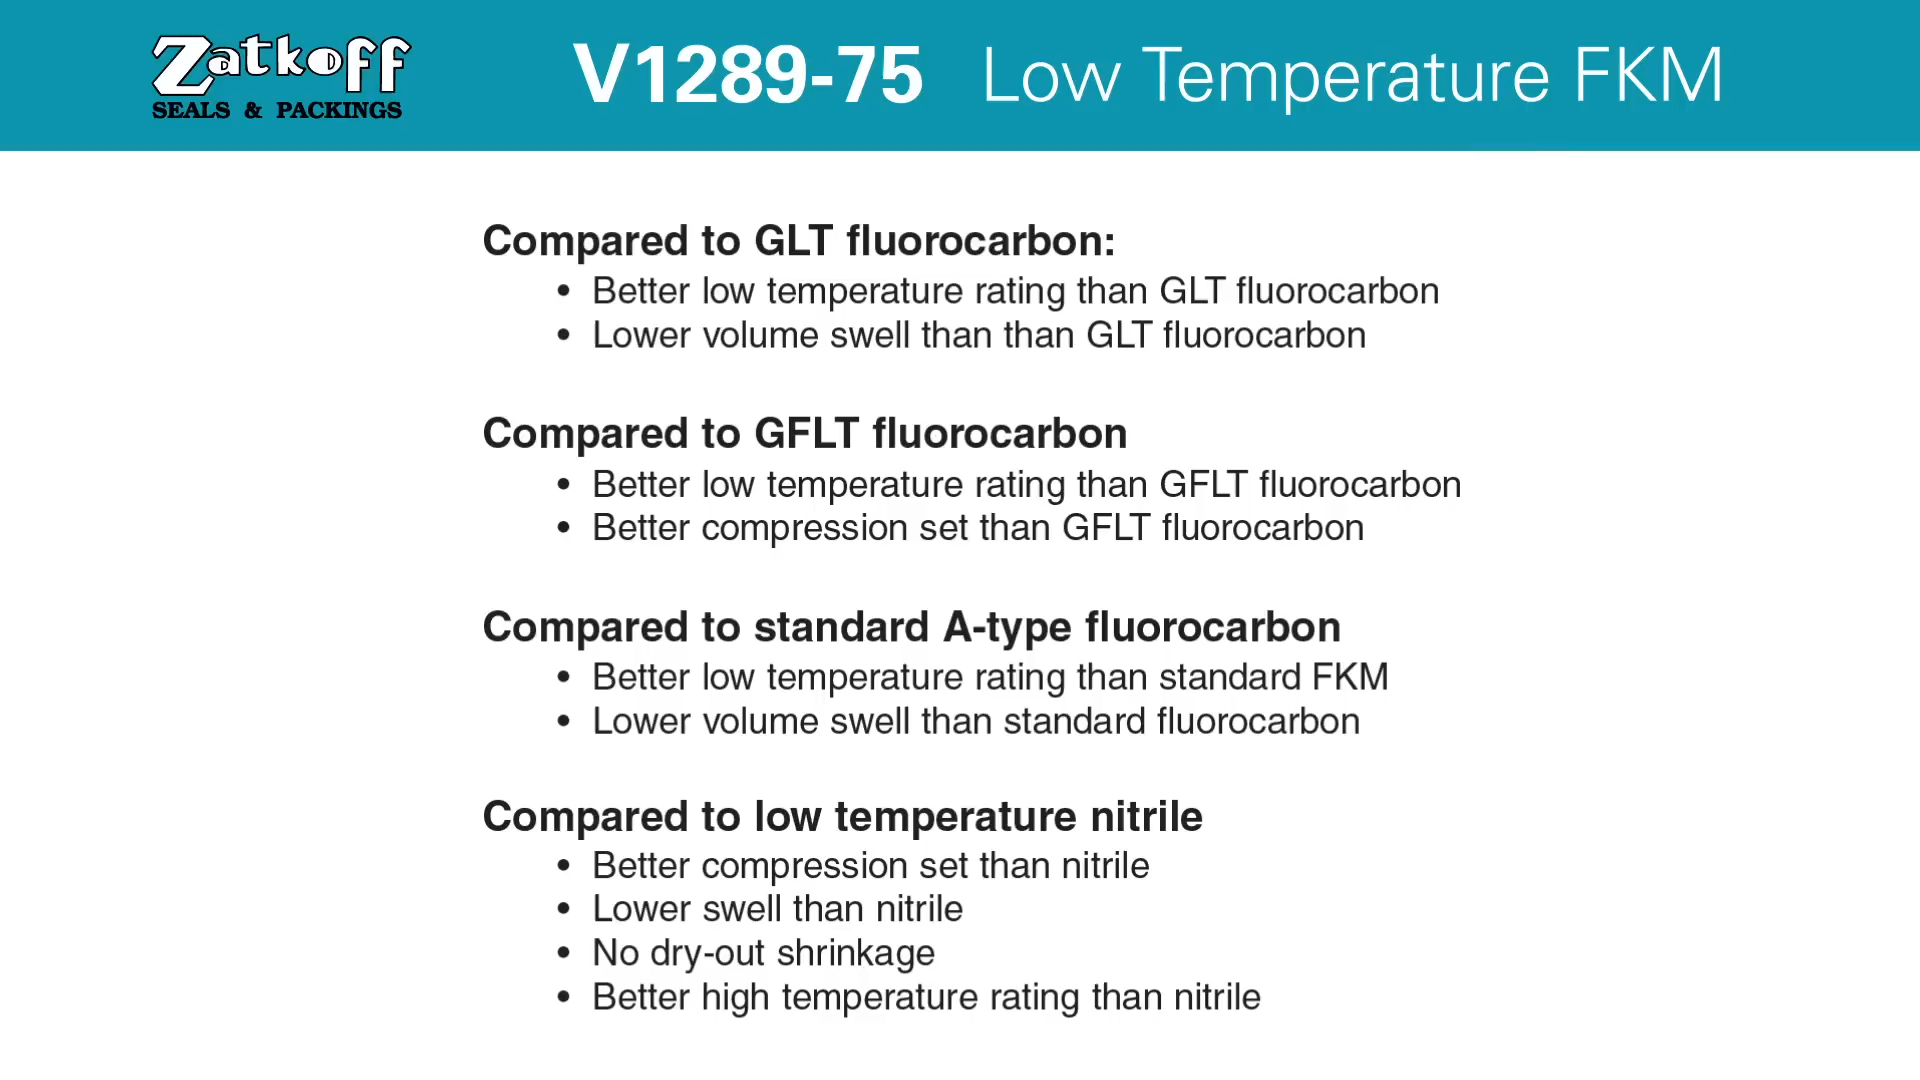 Zatkoff
SEALS & PACKINGS
V1289-75 Low Temperature FKM
Compared to GLT fluorocarbon:
• Better low temperature rating than GLT fluorocarbon
• Lower volume swell than than GLT fluorocarbon
Compared to GFLT fluorocarbon
• Better low temperature rating than GFLT fluorocarbon
• Better compression set than GFLT fluorocarbon
Compared to standard A-type fluorocarbon
• Better low temperature rating than standard FKM
• Lower volume swell than standard fluorocarbon
Compared to low temperature nitrile
• Better compression set than nitrile
• Lower swell than nitrile
• No dry-out shrinkage
• Better high temperature rating than nitrile